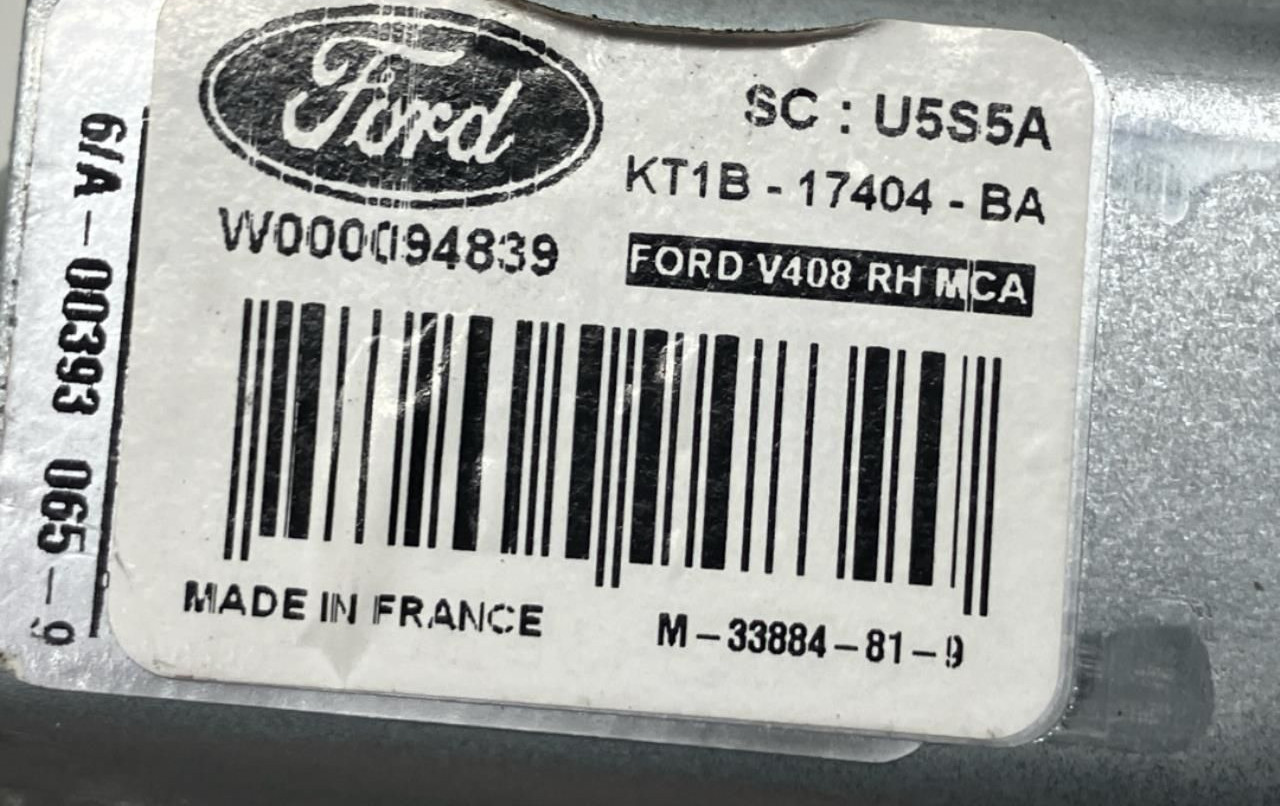 Ford
SC : U5S5A
KT1B - 17404 - BA
W000094839
FORD V408 RH MCA
MADE IN FRANCE
M-33884-81-9
6/A-00393 065-9